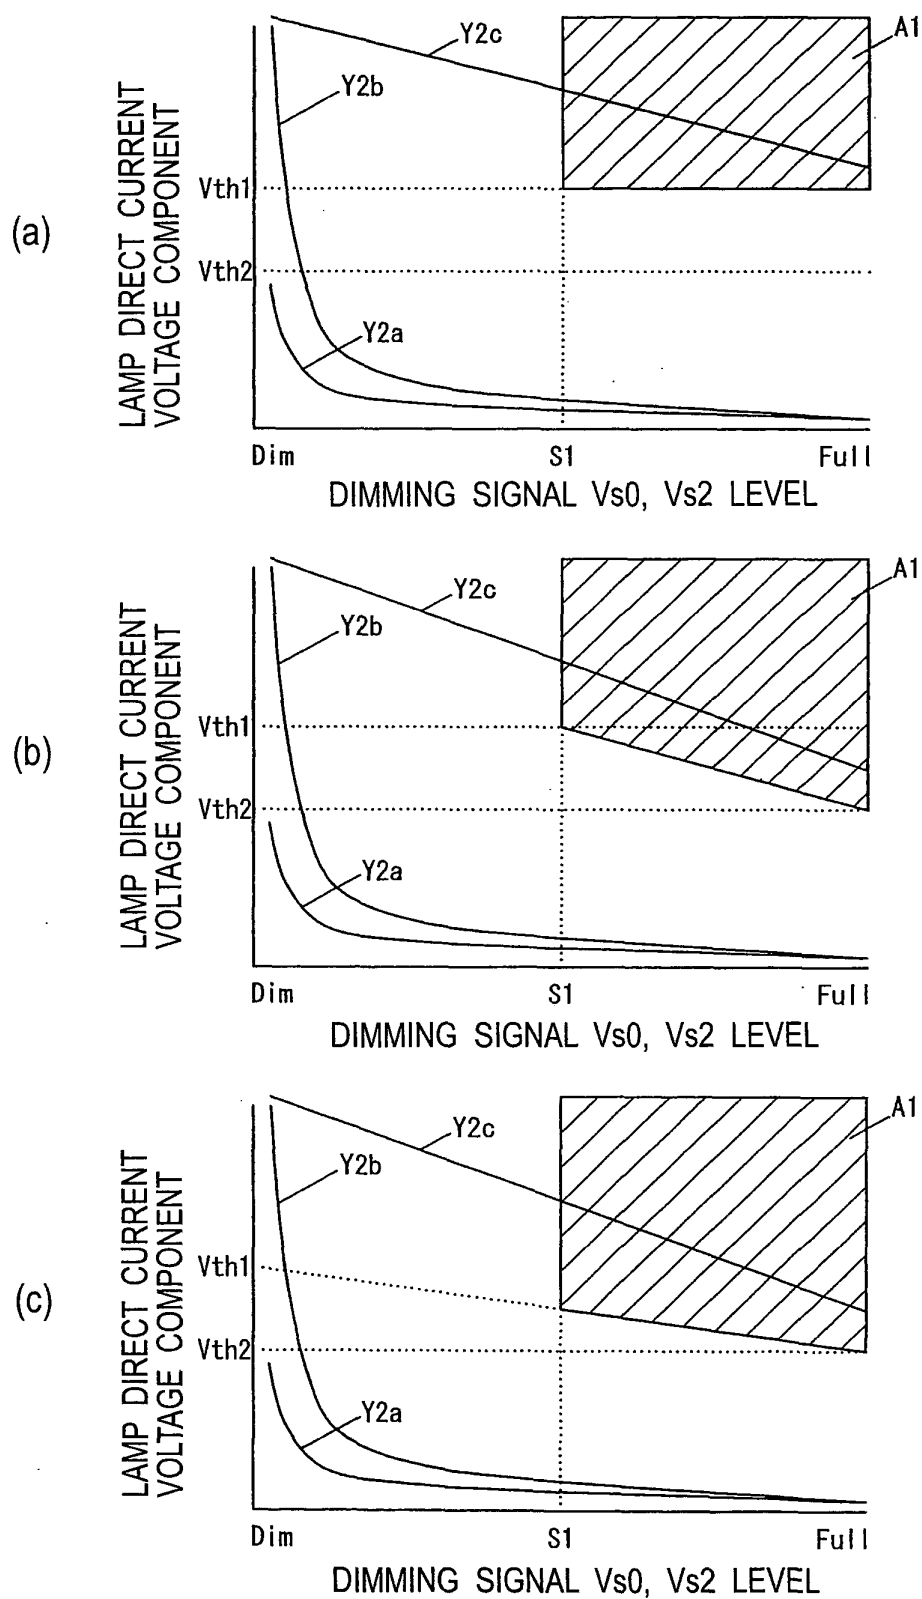 (a)
LAMP DIRECT CURRENT
VOLTAGE COMPONENT
Y2c
A1
Y2b
Vth1
Vth2
Y2a
Dim S1 Full
DIMMING SIGNAL Vs0, Vs2 LEVEL
(b)
LAMP DIRECT CURRENT
VOLTAGE COMPONENT
Y2c
A1
Y2b
Vth1
Vth2
Y2a
Dim S1 Full
DIMMING SIGNAL Vs0, Vs2 LEVEL
(c)
LAMP DIRECT CURRENT
VOLTAGE COMPONENT
Y2c
A1
Y2b
Vth1
Vth2
Y2a
Dim S1 Full
DIMMING SIGNAL Vs0, Vs2 LEVEL